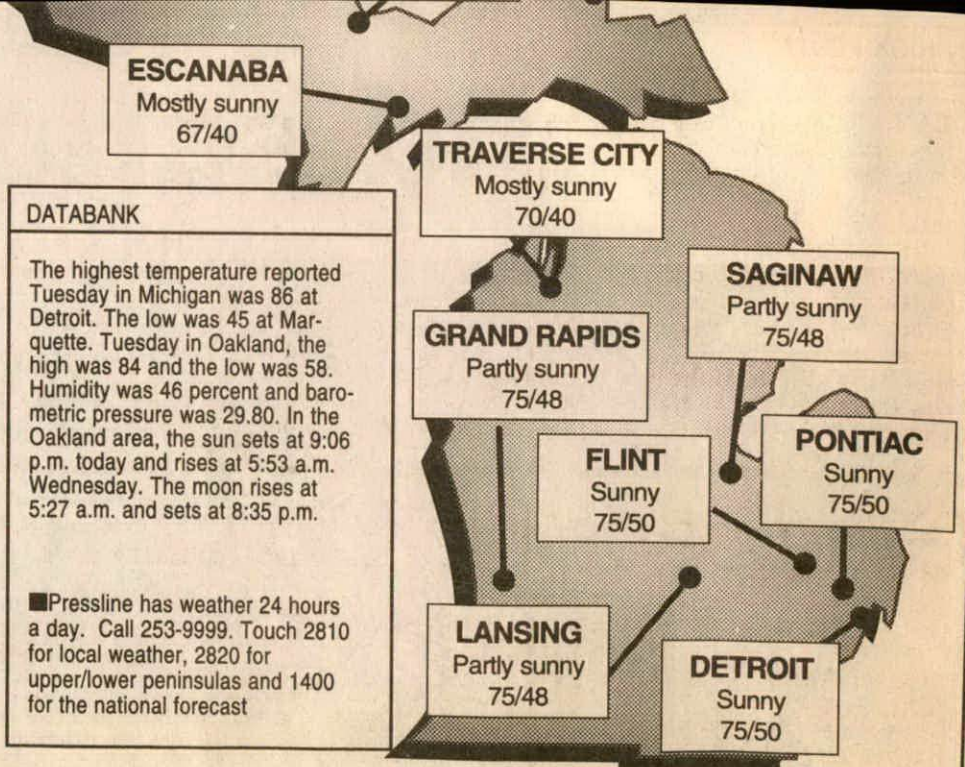 ESCANABA
Mostly sunny
67/40
TRAVERSE CITY
Mostly sunny
70/40
DATABANK
The highest temperature reported
Tuesday in Michigan was 86 at
Detroit. The low was 45 at Mar-
quette. Tuesday in Oakland, the
high was 84 and the low was 58.
Humidity was 46 percent and baro-
metric pressure was 29.80. In the
Oakland area, the sun sets at 9:06
p.m. today and rises at 5:53 a.m.
Wednesday. The moon rises at
5:27 a.m. and sets at 8:35 p.m.
■Pressline has weather 24 hours
a day. Call 253-9999. Touch 2810
for local weather, 2820 for
upper/lower peninsulas and 1400
for the national forecast
SAGINAW
Partly sunny
75/48
GRAND RAPIDS
Partly sunny
75/48
FLINT
Sunny
75/50
PONTIAC
Sunny
75/50
LANSING
Partly sunny
75/48
DETROIT
Sunny
75/50